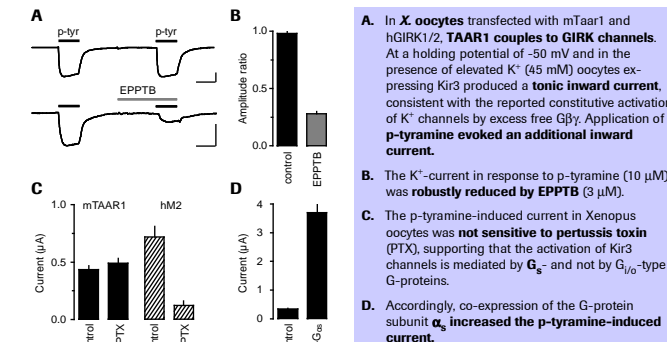 A
B
p-tyr
p-tyr
EPPTB
Amplitude ratio
1.0
0.5
0.0
control
EPPTB
C
D
mTAAR1
hM2
Current (µA)
1.0
0.5
0.0
PTX
PTX
Current (µA)
4
3
2
1
0
A. In X. oocytes transfected with mTaar1 and
hGIRK1/2, TAAR1 couples to GIRK channels.
At a holding potential of -50 mV and in the
presence of elevated K⁺ (45 mM) oocytes ex-
pressing Kir3 produced a tonic inward current,
consistent with the reported constitutive activation
of K⁺ channels by excess free Gβγ. Application of
p-tyramine evoked an additional inward
current.
B. The K⁺-current in response to p-tyramine (10 µM)
was robustly reduced by EPPTB (3 µM).
C. The p-tyramine-induced current in Xenopus
oocytes was not sensitive to pertussis toxin
(PTX), supporting that the activation of Kir3
channels is mediated by Gs- and not by Gi/o-type
G-proteins.
D. Accordingly, co-expression of the G-protein
subunit αs increased the p-tyramine-induced
current.